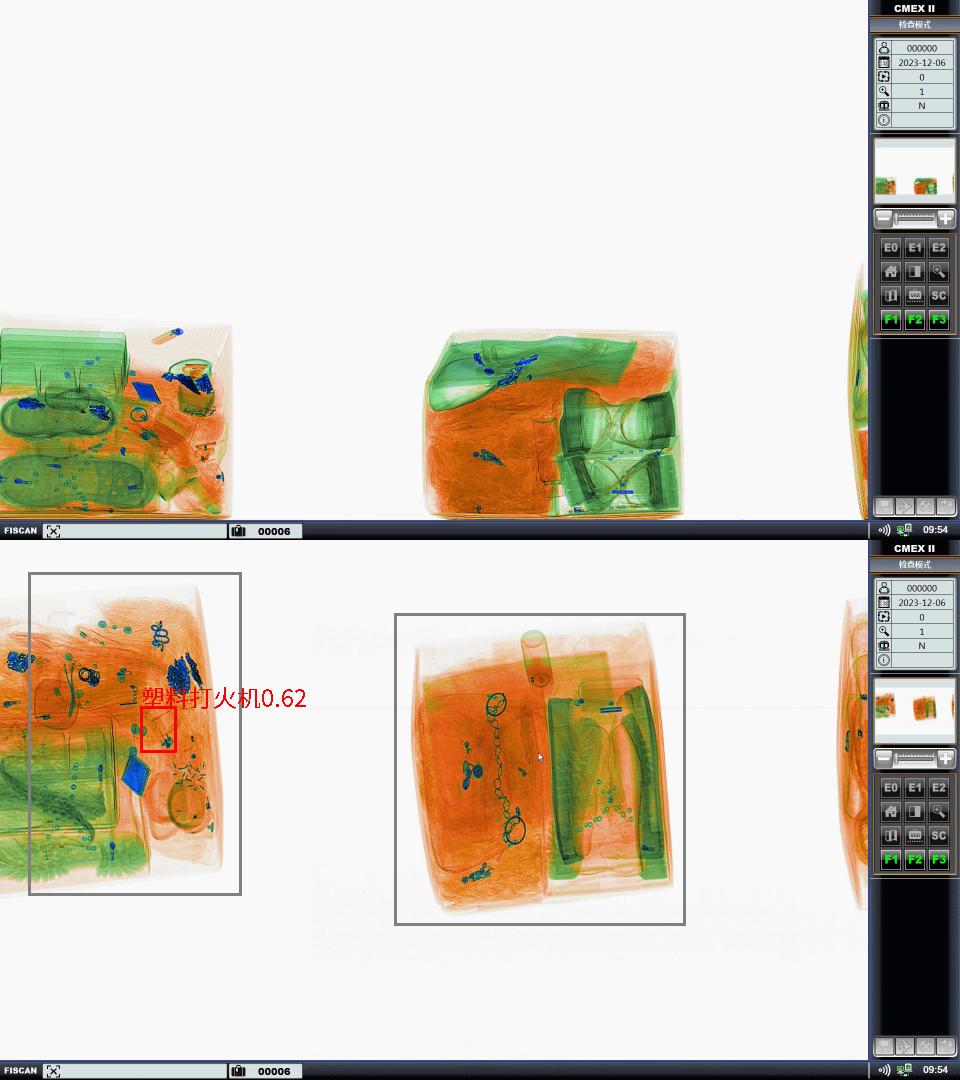 CMEX II
检查模式
000000
2023-12-06
0
1
N
E0 E1 E2
SC
F1 F2 F3
FISCAN
00006
09:54
CMEX II
检查模式
000000
2023-12-06
0
1
N
塑料打火机0.62
E0 E1 E2
SC
F1 F2 F3
FISCAN
00006
09:54